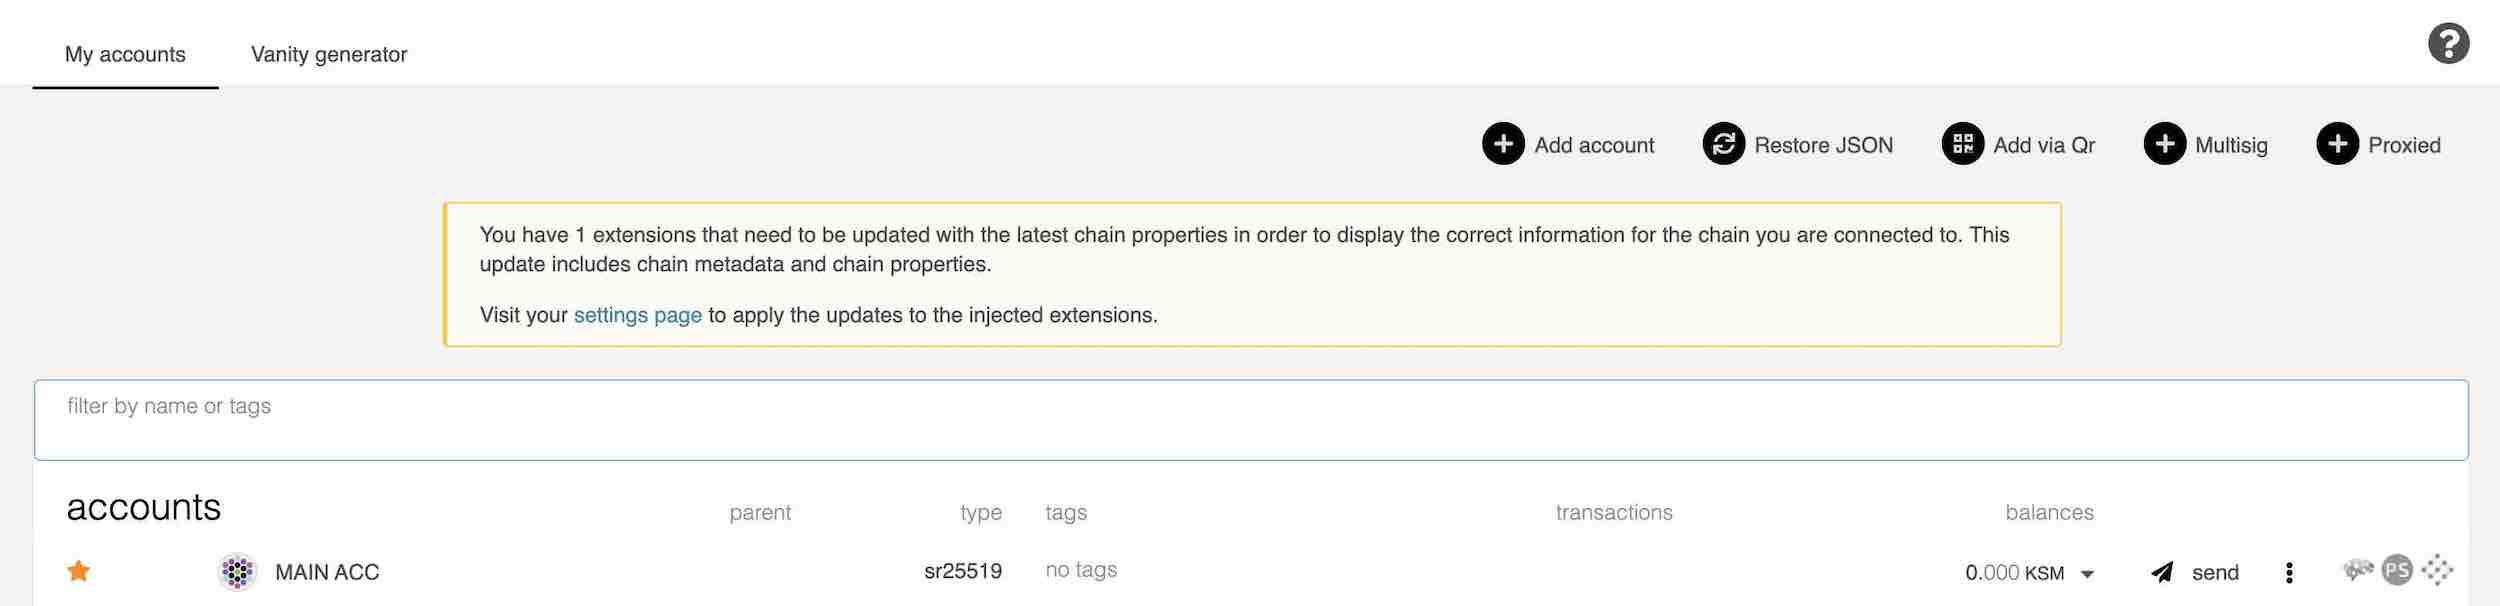 My accounts Vanity generator
Add account Restore JSON Add via Qr Multisig Proxied
You have 1 extensions that need to be updated with the latest chain properties in order to display the correct information for the chain you are connected to. This
update includes chain metadata and chain properties.
Visit your settings page to apply the updates to the injected extensions.
filter by name or tags
accounts parent type tags transactions balances
MAIN ACC sr25519 no tags 0.000 KSM send PS